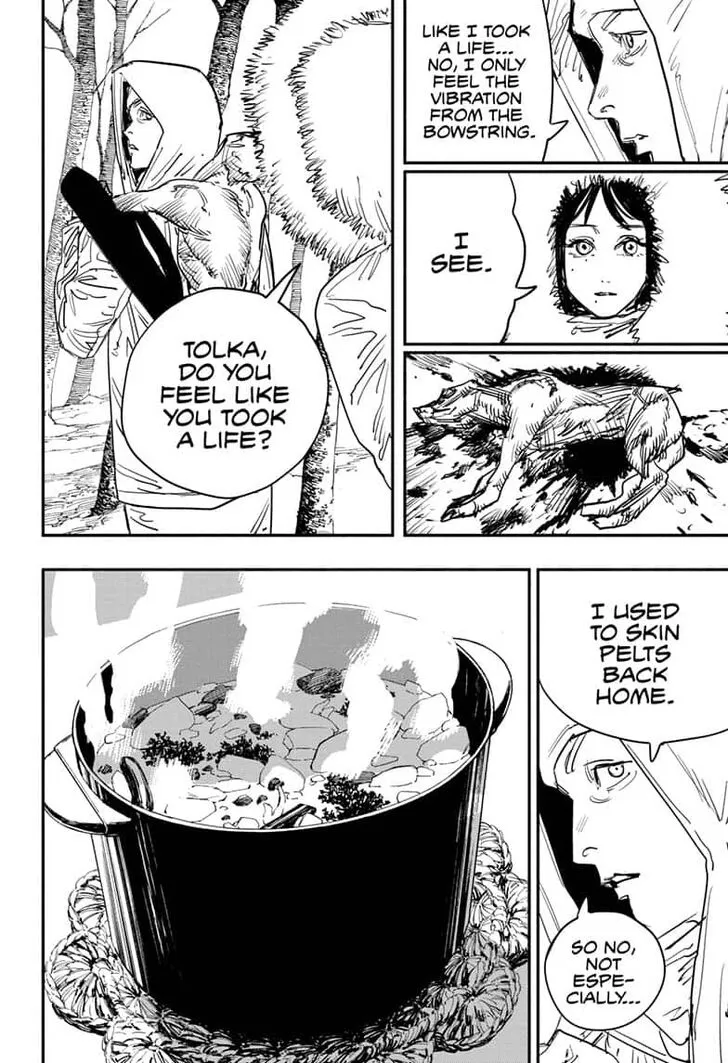 LIKE I TOOK
A LIFE...
NO, I ONLY
FEEL THE
VIBRATION
FROM THE
BOWSTRING.
I
SEE.
TOLKA,
DO YOU
FEEL LIKE
YOU TOOK
A LIFE?
I USED
TO SKIN
PELTS
BACK
HOME.
SO NO,
NOT
ESPE-
CIALLY...